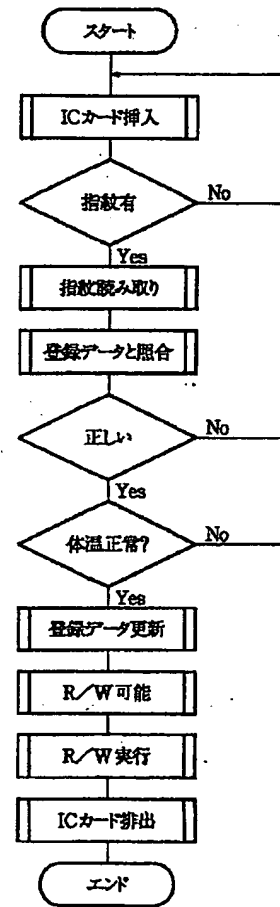 スタート
ICカード挿入
指紋有
No
Yes
指紋読み取り
登録データと照合
正しい
No
Yes
体温正常?
No
Yes
登録データ更新
R/W可能
R/W実行
ICカード排出
エンド